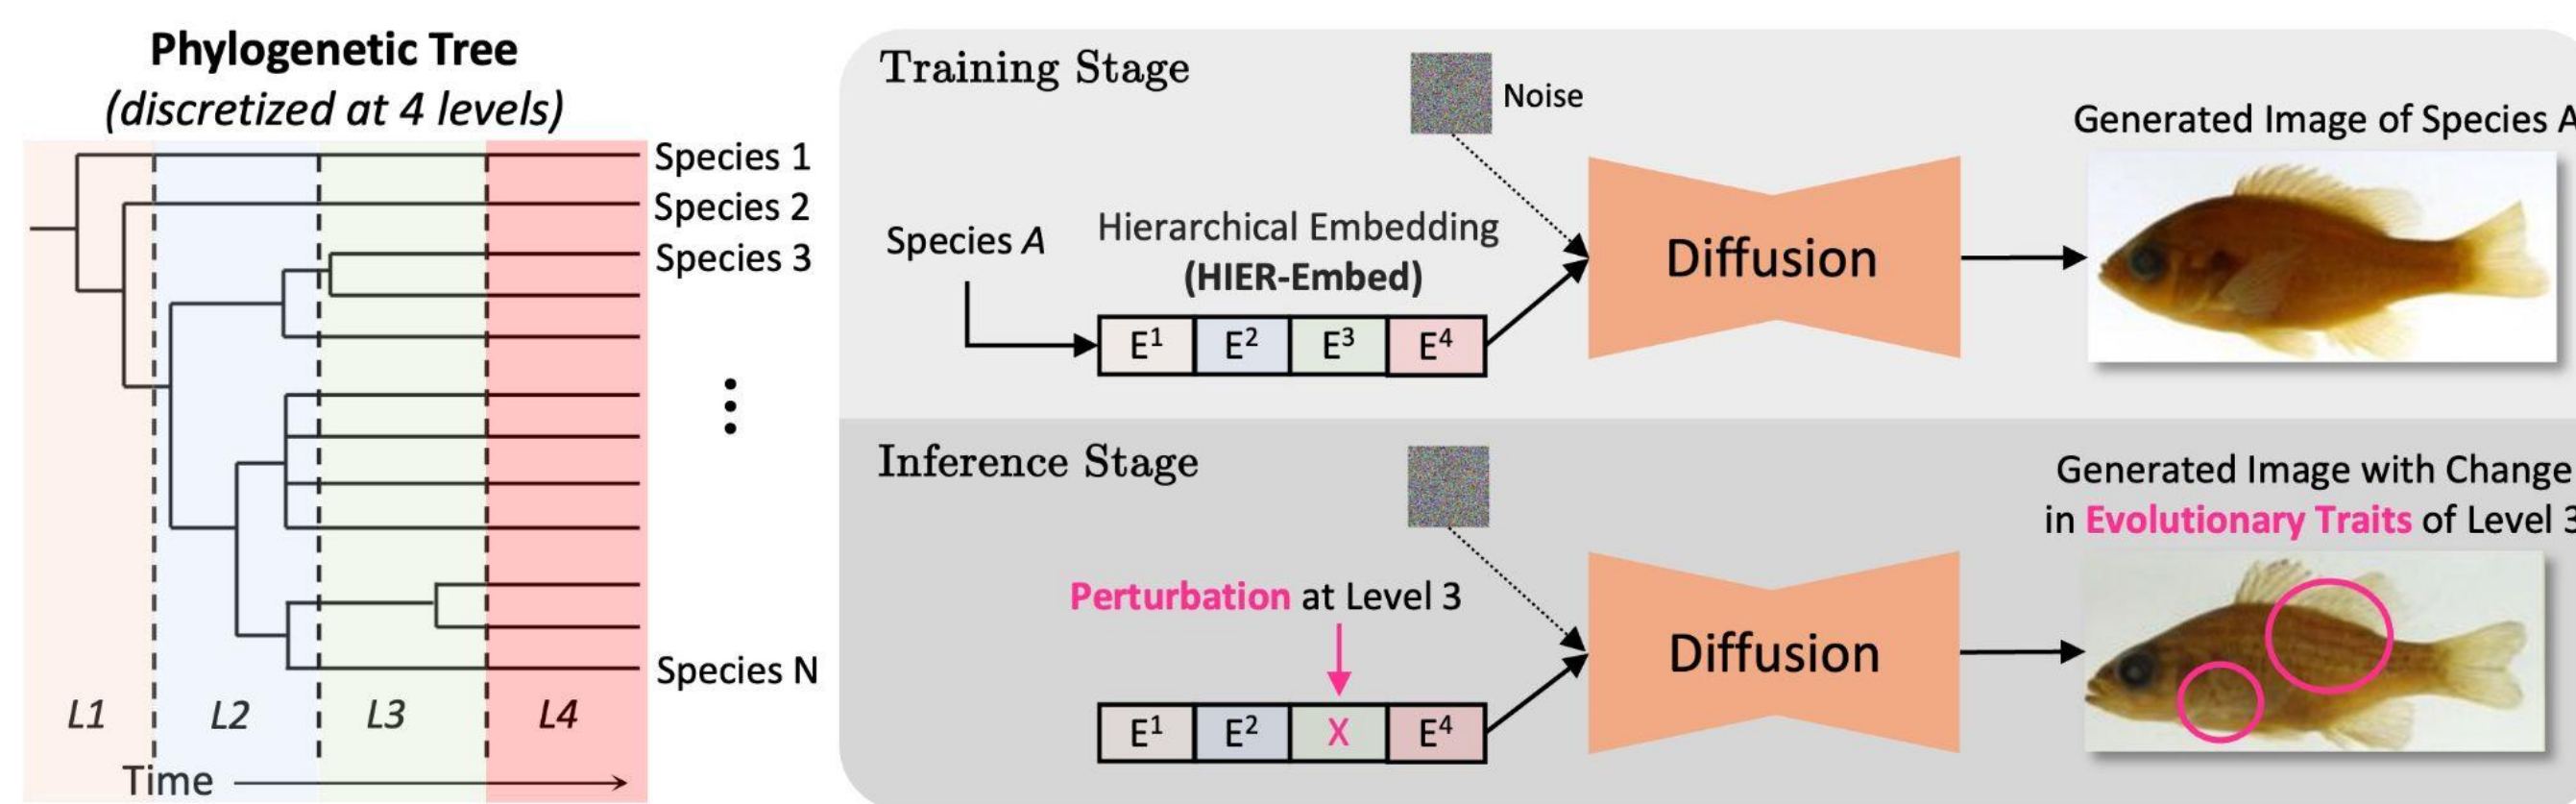 Phylogenetic Tree
(discretized at 4 levels)
Species 1
Species 2
Species 3
Species N
L1
L2
L3
L4
Time
Training Stage
Noise
Species A
Hierarchical Embedding
(HIER-Embed)
E¹ E² E³ E⁴
Diffusion
Generated Image of Species A
Inference Stage
Perturbation at Level 3
E¹ E² X E⁴
Diffusion
Generated Image with Change
in Evolutionary Traits of Level 3